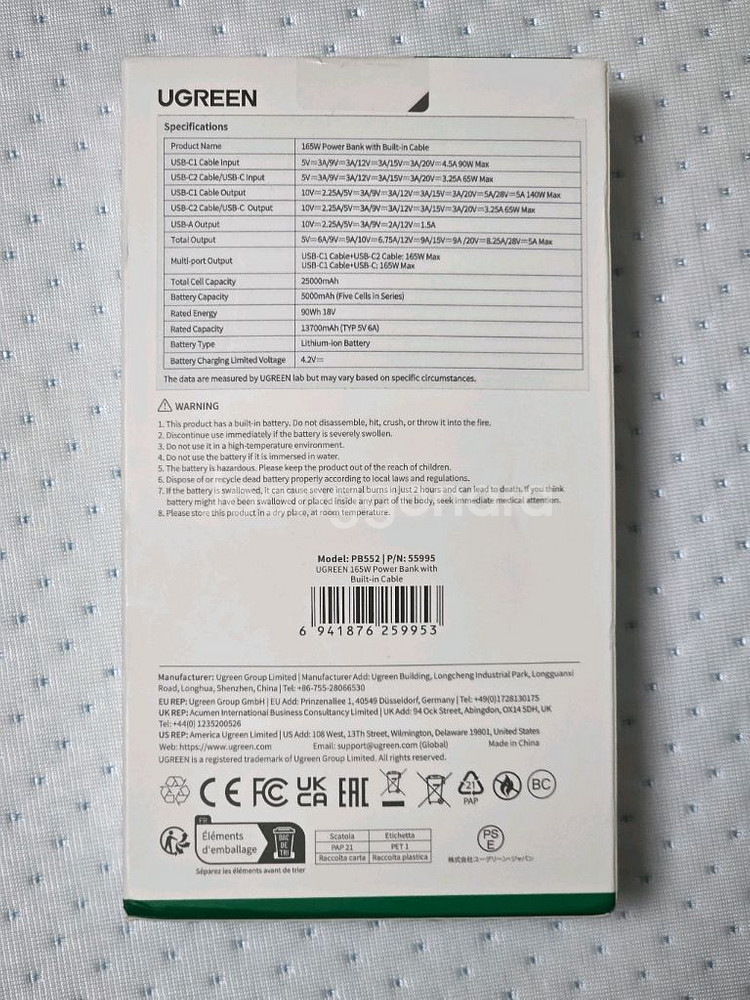 UGREEN
Specifications
Product Name 165W Power Bank with Built-in Cable
USB-C1 Cable Input 5V⎓3A/9V⎓3A/12V⎓3A/15V⎓3A/20V⎓4.5A 90W Max
USB-C2 Cable/USB-C Input 5V⎓3A/9V⎓3A/12V⎓3A/15V⎓3A/20V⎓3.25A 65W Max
USB-C1 Cable Output 10V⎓2.25A/5V⎓3A/9V⎓3A/12V⎓3A/15V⎓3A/20V⎓5A/28V⎓5A 140W Max
USB-C2 Cable/USB-C Output 10V⎓2.25A/5V⎓3A/9V⎓3A/12V⎓3A/15V⎓3A/20V⎓3.25A 65W Max
USB-A Output 10V⎓2.25A/5V⎓3A/9V⎓2A/12V⎓1.5A
Total Output 5V⎓6A/9V⎓9A/10V⎓6.75A/12V⎓9A/15V⎓9A/20V⎓8.25A/28V⎓5A Max
Multi-port Output USB-C1 Cable+USB-C2 Cable: 165W Max
USB-C1 Cable+USB-C: 165W Max
Total Cell Capacity 25000mAh
Battery Capacity 5000mAh (Five Cells in Series)
Rated Energy 90Wh 18V
Rated Capacity 13700mAh (TYP 5V 6A)
Battery Type Lithium-ion Battery
Battery Charging Limited Voltage 4.2V⎓
The data are measured by UGREEN lab but may vary based on specific circumstances.
WARNING
1. This product has a built-in battery. Do not disassemble, hit, crush, or throw it into the fire.
2. Discontinue use immediately if the battery is severely swollen.
3. Do not use it in a high-temperature environment.
4. Do not use the battery if it is immersed in water.
5. The battery is hazardous. Please keep the product out of the reach of children.
6. Dispose of or recycle dead battery properly according to local laws and regulations.
7. If the battery is swallowed, it can cause severe internal burns in just 2 hours and can lead to death. If you think
battery might have been swallowed or placed inside any part of the body, seek immediate medical attention.
8. Please store this product in a dry place, at room temperature.
Model: PB552 | P/N: 55995
UGREEN 165W Power Bank with
Built-in Cable
6 941876 259953
Manufacturer: Ugreen Group Limited | Manufacturer Add: Ugreen Building, Longcheng Industrial Park, Longguanxi
Road, Longhua, Shenzhen, China | Tel: +86-755-28066530
EU REP: Ugreen Group GmbH | EU Add: Prinzenallee 1, 40549 Düsseldorf, Germany | Tel: +49(0)1728130175
UK REP: Acumen International Business Consultancy Limited | UK Add: 94 Ock Street, Abingdon, OX14 5DH, UK
Tel: +44(0) 1235200526
US REP: America Ugreen Limited | US Add: 108 West, 13Th Street, Wilmington, Delaware 19801, United States
Web: https://www.ugreen.com Email: support@ugreen.com (Global) Made in China
UGREEN is a registered trademark of Ugreen Group Limited. All rights reserved.
CE FC UK CA EAC 21 PAP BC
FR
Éléments
d'emballage
BAC
DE
TRI
Séparez les éléments avant de trier
Scatola Etichetta
PAP 21 PET 1
Raccolta carta Raccolta plastica
PS
E
株式会社ユーグリーン・ジャパン